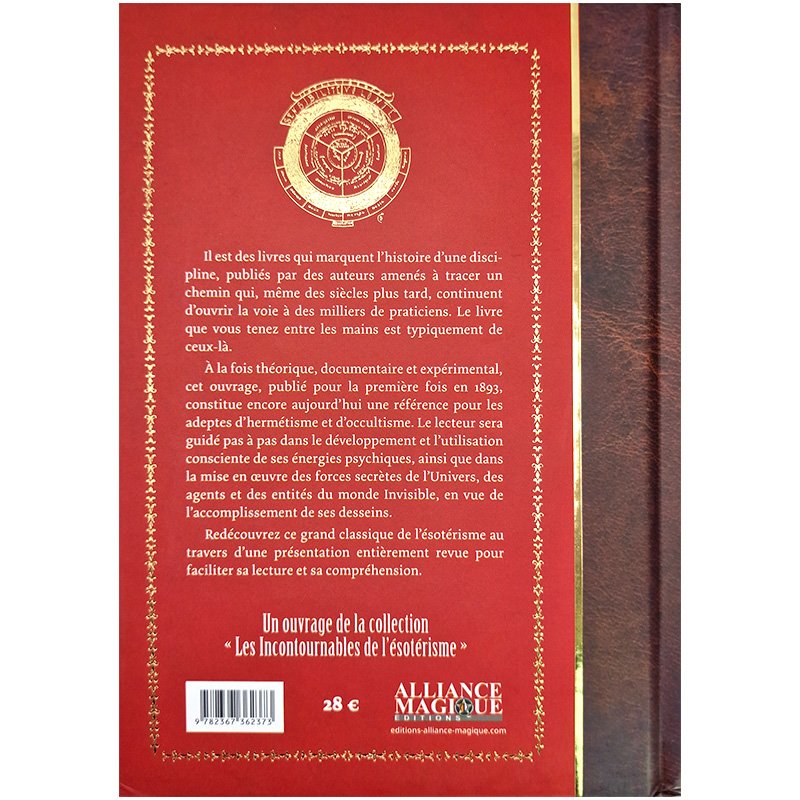 Il est des livres qui marquent l'histoire d'une disci-
pline, publiés par des auteurs amenés à tracer un
chemin qui, même des siècles plus tard, continuent
d'ouvrir la voie à des milliers de praticiens. Le livre
que vous tenez entre les mains est typiquement de
ceux-là.
À la fois théorique, documentaire et expérimental,
cet ouvrage, publié pour la première fois en 1893,
constitue encore aujourd'hui une référence pour les
adeptes d'hermétisme et d'occultisme. Le lecteur sera
guidé pas à pas dans le développement et l'utilisation
consciente de ses énergies psychiques, ainsi que dans
la mise en œuvre des forces secrètes de l'Univers, des
agents et des entités du monde Invisible, en vue de
l'accomplissement de ses desseins.
Redécouvrez ce grand classique de l'ésotérisme au
travers d'une présentation entièrement revue pour
faciliter sa lecture et sa compréhension.
Un ouvrage de la collection
« Les Incontournables de l'ésotérisme »
9 782367 362373
28 €
ALLIANCE
MAGIQUE
EDITIONS
editions-alliance-magique.com